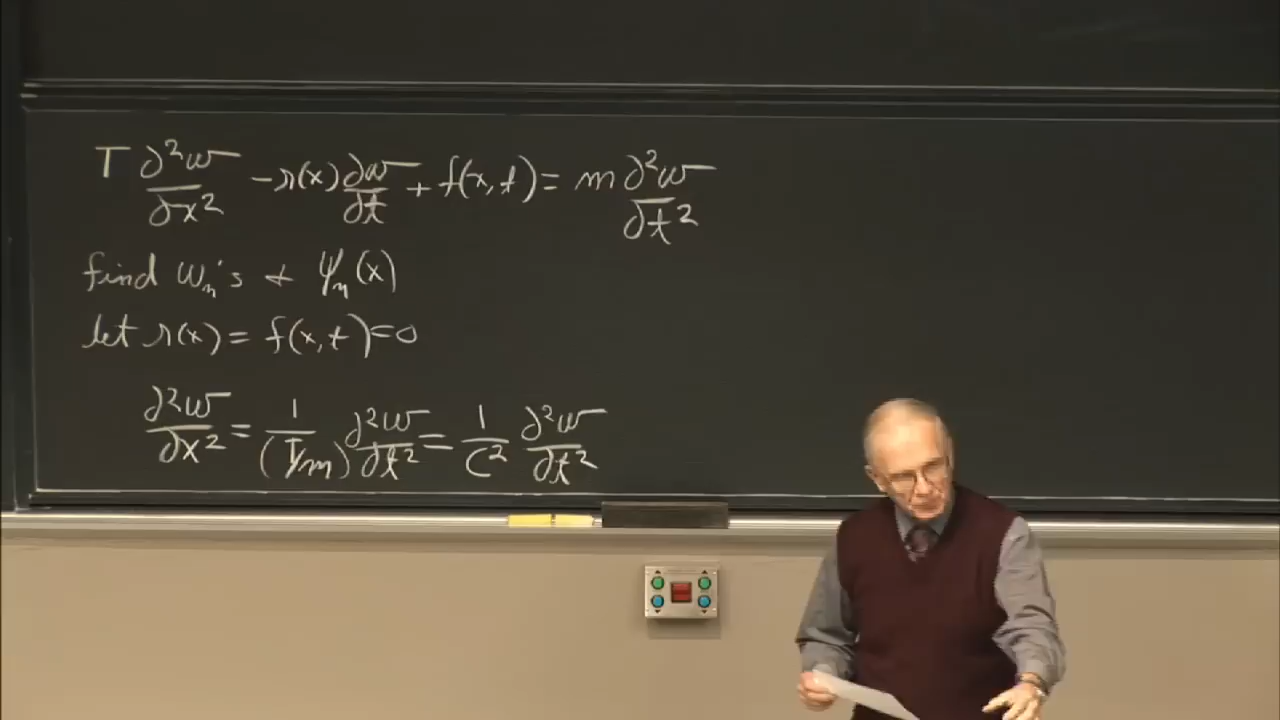 T ∂²w/∂x² - r(x) ∂w/∂t + f(x,t) = m ∂²w/∂t²
find ωₙ's + ψₙ(x)
let r(x) = f(x,t) = 0
∂²w/∂x² = 1/(T/m) ∂²w/∂t² = 1/c² ∂²w/∂t²